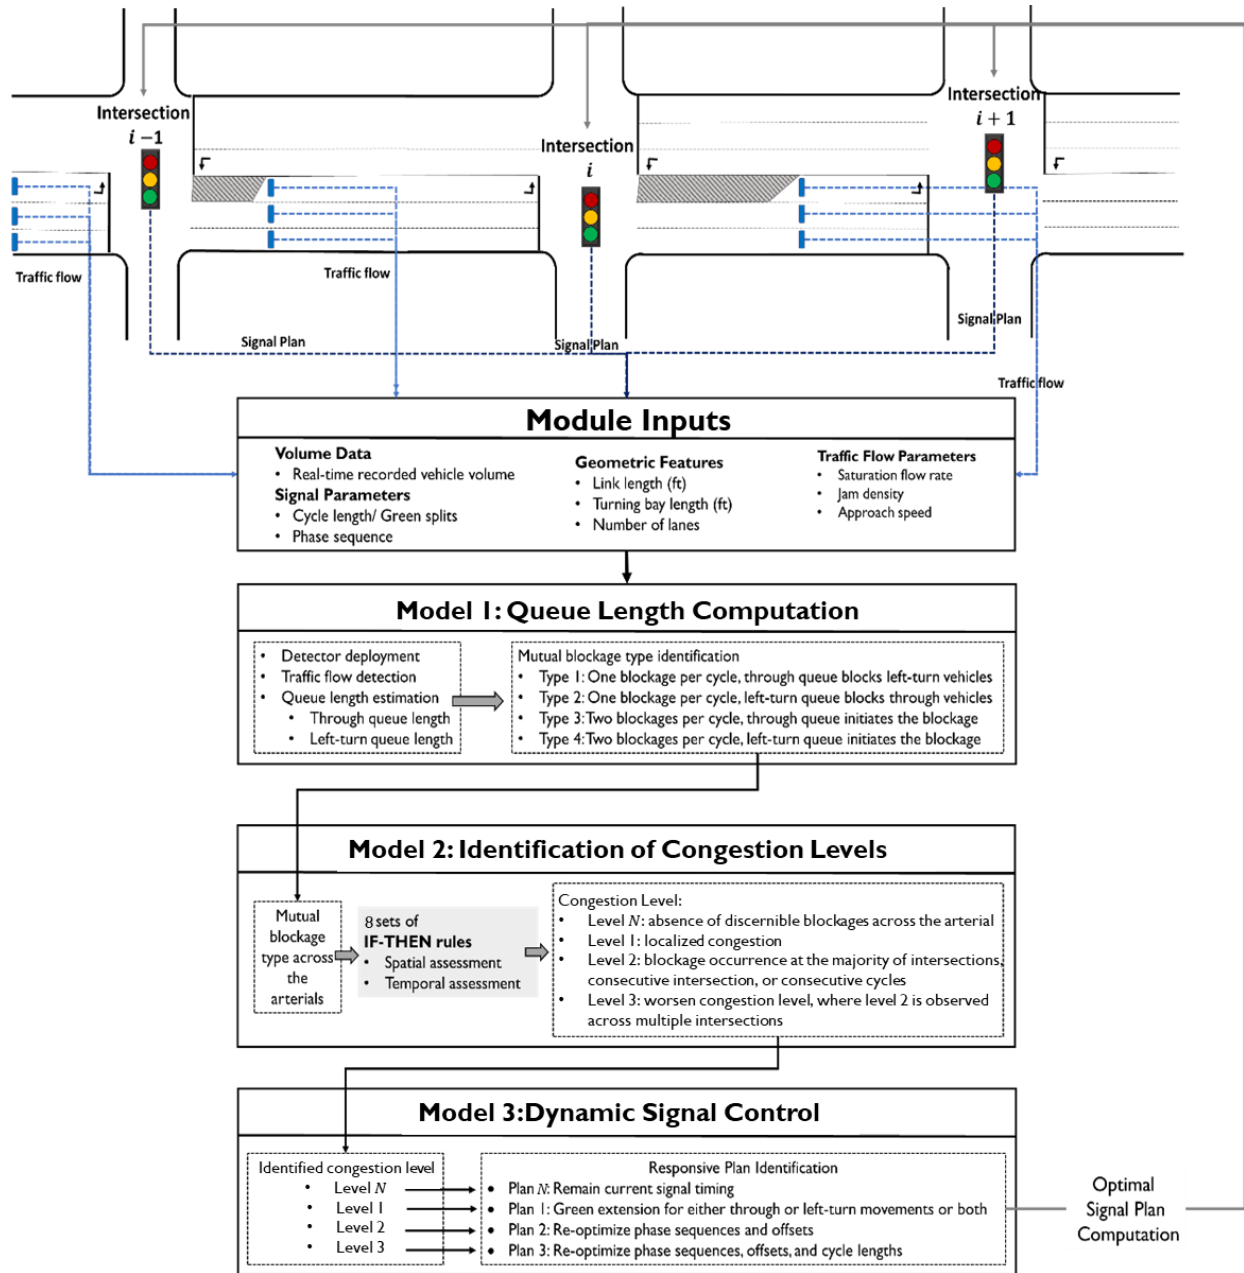 Intersection
i − 1
Intersection
i
Intersection
i + 1
Traffic flow
Traffic flow
Signal Plan
Signal Plan
Signal Plan
Traffic flow
Module Inputs
Volume Data
• Real-time recorded vehicle volume
Signal Parameters
• Cycle length/ Green splits
• Phase sequence
Geometric Features
• Link length (ft)
• Turning bay length (ft)
• Number of lanes
Traffic Flow Parameters
• Saturation flow rate
• Jam density
• Approach speed
Model 1: Queue Length Computation
• Detector deployment
• Traffic flow detection
• Queue length estimation
• Through queue length
• Left-turn queue length
Mutual blockage type identification
• Type 1: One blockage per cycle, through queue blocks left-turn vehicles
• Type 2: One blockage per cycle, left-turn queue blocks through vehicles
• Type 3: Two blockages per cycle, through queue initiates the blockage
• Type 4: Two blockages per cycle, left-turn queue initiates the blockage
Model 2: Identification of Congestion Levels
Mutual
blockage
type across
the
arterials
8 sets of
IF-THEN rules
• Spatial assessment
• Temporal assessment
Congestion Level:
• Level N: absence of discernible blockages across the arterial
• Level 1: localized congestion
• Level 2: blockage occurrence at the majority of intersections,
consecutive intersection, or consecutive cycles
• Level 3: worsen congestion level, where level 2 is observed
across multiple intersections
Model 3:Dynamic Signal Control
Identified congestion level
• Level N
• Level 1
• Level 2
• Level 3
Responsive Plan Identification
• Plan N: Remain current signal timing
• Plan 1: Green extension for either through or left-turn movements or both
• Plan 2: Re-optimize phase sequences and offsets
• Plan 3: Re-optimize phase sequences, offsets, and cycle lengths
Optimal
Signal Plan
Computation